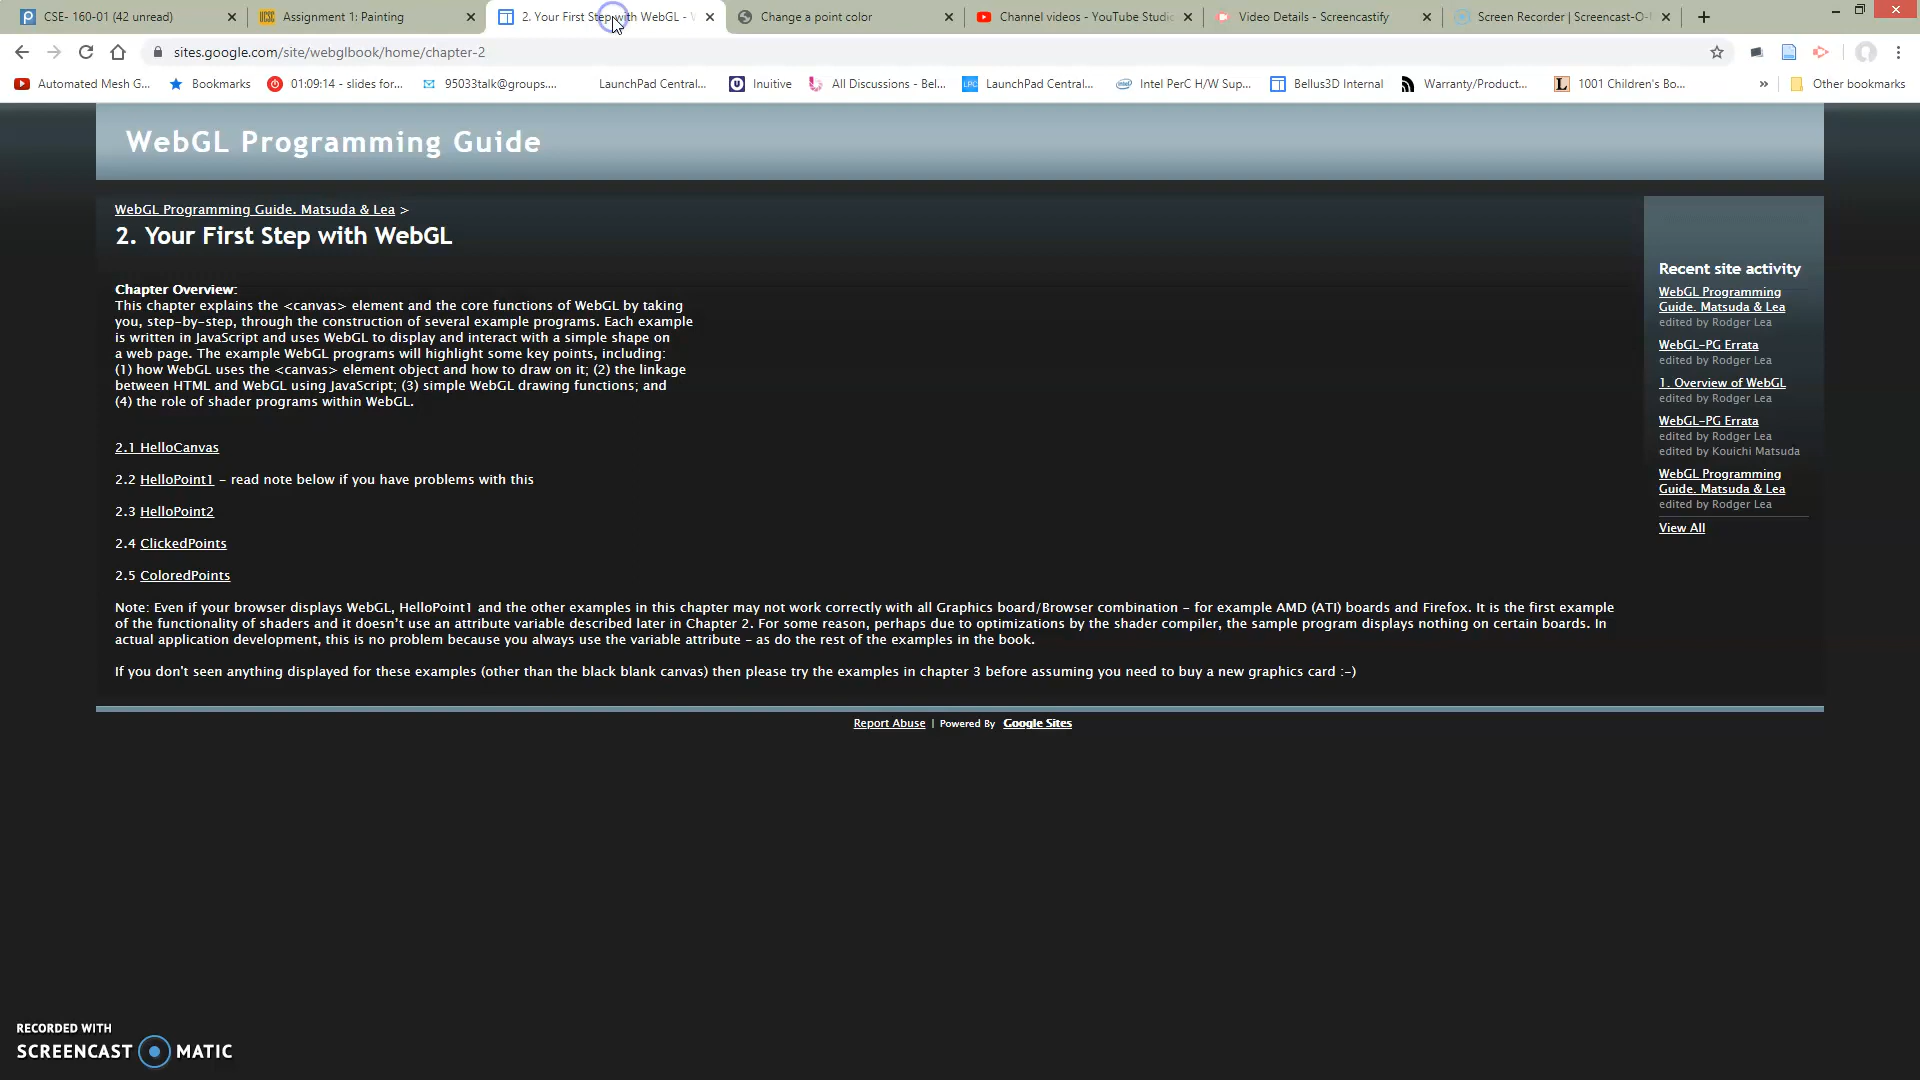 CSE- 160-01 (42 unread)
Assignment 1: Painting
2. Your First Step with WebGL -
Change a point color
Channel videos - YouTube Studio
Video Details - Screencastify
Screen Recorder | Screencast-O-
sites.google.com/site/webglbook/home/chapter-2
Automated Mesh G...
Bookmarks
01:09:14 - slides for...
95033talk@groups....
LaunchPad Central...
Inuitive
All Discussions - Bel...
LPC
LaunchPad Central...
Intel PerC H/W Sup...
Bellus3D Internal
Warranty/Product...
1001 Children's Bo...
»
Other bookmarks
WebGL Programming Guide
WebGL Programming Guide. Matsuda & Lea >
2. Your First Step with WebGL
Chapter Overview:
This chapter explains the <canvas> element and the core functions of WebGL by taking
you, step-by-step, through the construction of several example programs. Each example
is written in JavaScript and uses WebGL to display and interact with a simple shape on
a web page. The example WebGL programs will highlight some key points, including:
(1) how WebGL uses the <canvas> element object and how to draw on it; (2) the linkage
between HTML and WebGL using JavaScript; (3) simple WebGL drawing functions; and
(4) the role of shader programs within WebGL.
2.1 HelloCanvas
2.2 HelloPoint1 - read note below if you have problems with this
2.3 HelloPoint2
2.4 ClickedPoints
2.5 ColoredPoints
Note: Even if your browser displays WebGL, HelloPoint1 and the other examples in this chapter may not work correctly with all Graphics board/Browser combination - for example AMD (ATI) boards and Firefox. It is the first example
of the functionality of shaders and it doesn't use an attribute variable described later in Chapter 2. For some reason, perhaps due to optimizations by the shader compiler, the sample program displays nothing on certain boards. In
actual application development, this is no problem because you always use the variable attribute - as do the rest of the examples in the book.
If you don't seen anything displayed for these examples (other than the black blank canvas) then please try the examples in chapter 3 before assuming you need to buy a new graphics card :-)
Recent site activity
WebGL Programming
Guide. Matsuda & Lea
edited by Rodger Lea
WebGL-PG Errata
edited by Rodger Lea
1. Overview of WebGL
edited by Rodger Lea
WebGL-PG Errata
edited by Rodger Lea
edited by Kouichi Matsuda
WebGL Programming
Guide. Matsuda & Lea
edited by Rodger Lea
View All
Report Abuse | Powered By Google Sites
RECORDED WITH
SCREENCAST MATIC